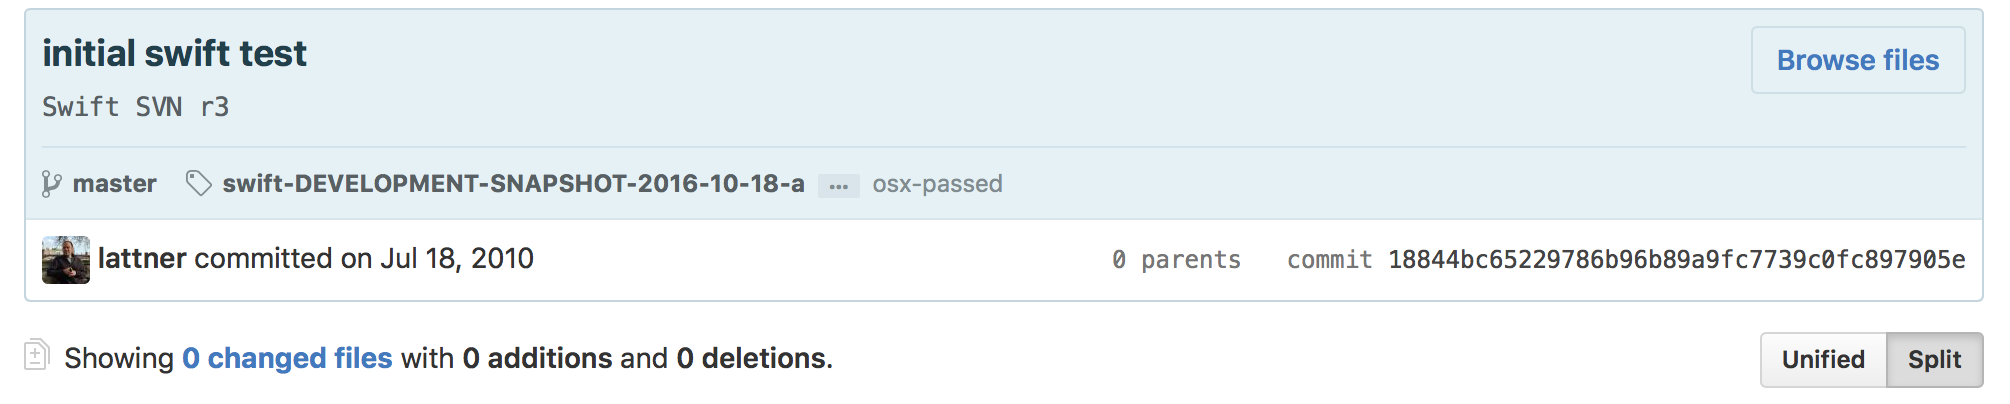 initial swift test
Browse files
Swift SVN r3
master swift-DEVELOPMENT-SNAPSHOT-2016-10-18-a ... osx-passed
lattner committed on Jul 18, 2010 0 parents commit 18844bc65229786b96b89a9fc7739c0fc897905e
Showing 0 changed files with 0 additions and 0 deletions.
Unified Split